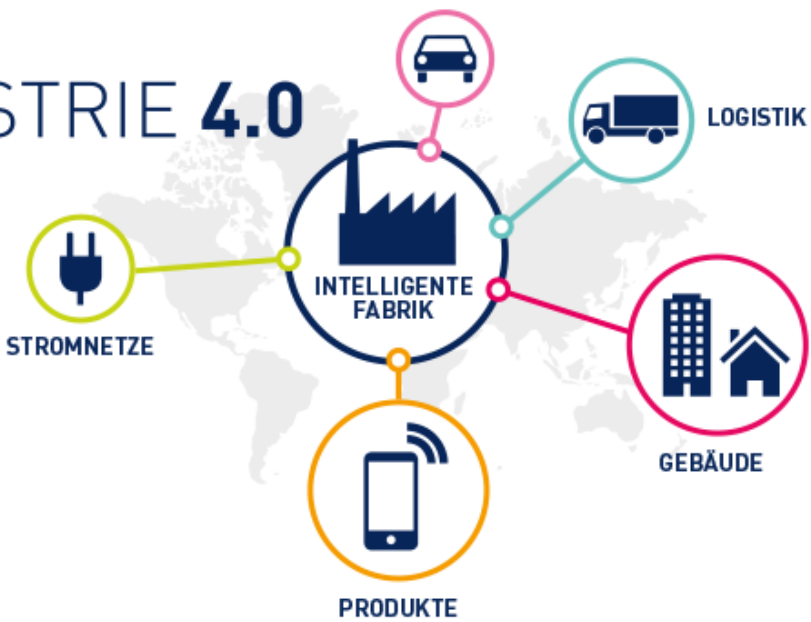 STRIE 4.0
LOGISTIK
INTELLIGENTE
FABRIK
STROMNETZE
GEBÄUDE
PRODUKTE